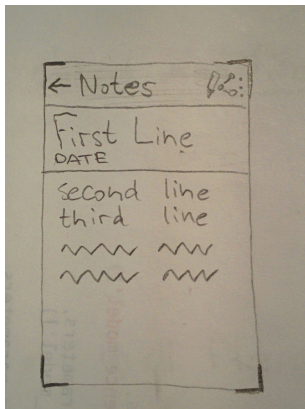 ← Notes
First Line
DATE
second line
third line